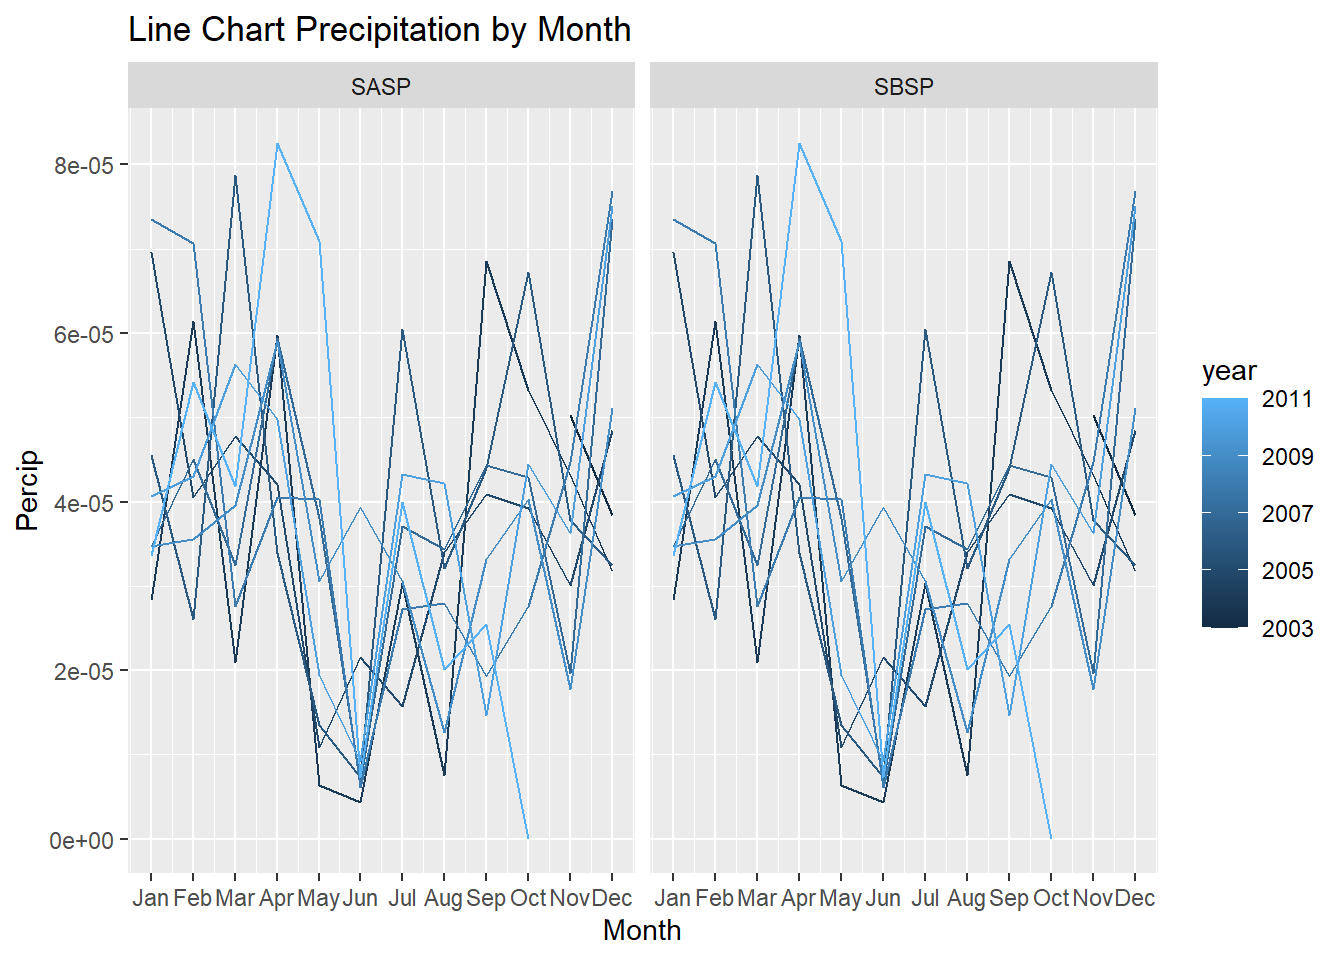 Line Chart Precipitation by Month
SASP
SBSP
8e-05
6e-05
4e-05
2e-05
0e+00
Percip
Jan Feb Mar Apr May Jun Jul Aug Sep Oct Nov Dec
Jan Feb Mar Apr May Jun Jul Aug Sep Oct Nov Dec
Month
year
2011
2009
2007
2005
2003